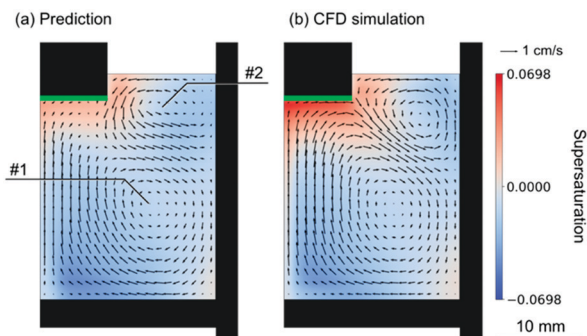 (a) Prediction
(b) CFD simulation
1 cm/s
#2
#1
0.0698
0.0000
−0.0698
Supersaturation
10 mm